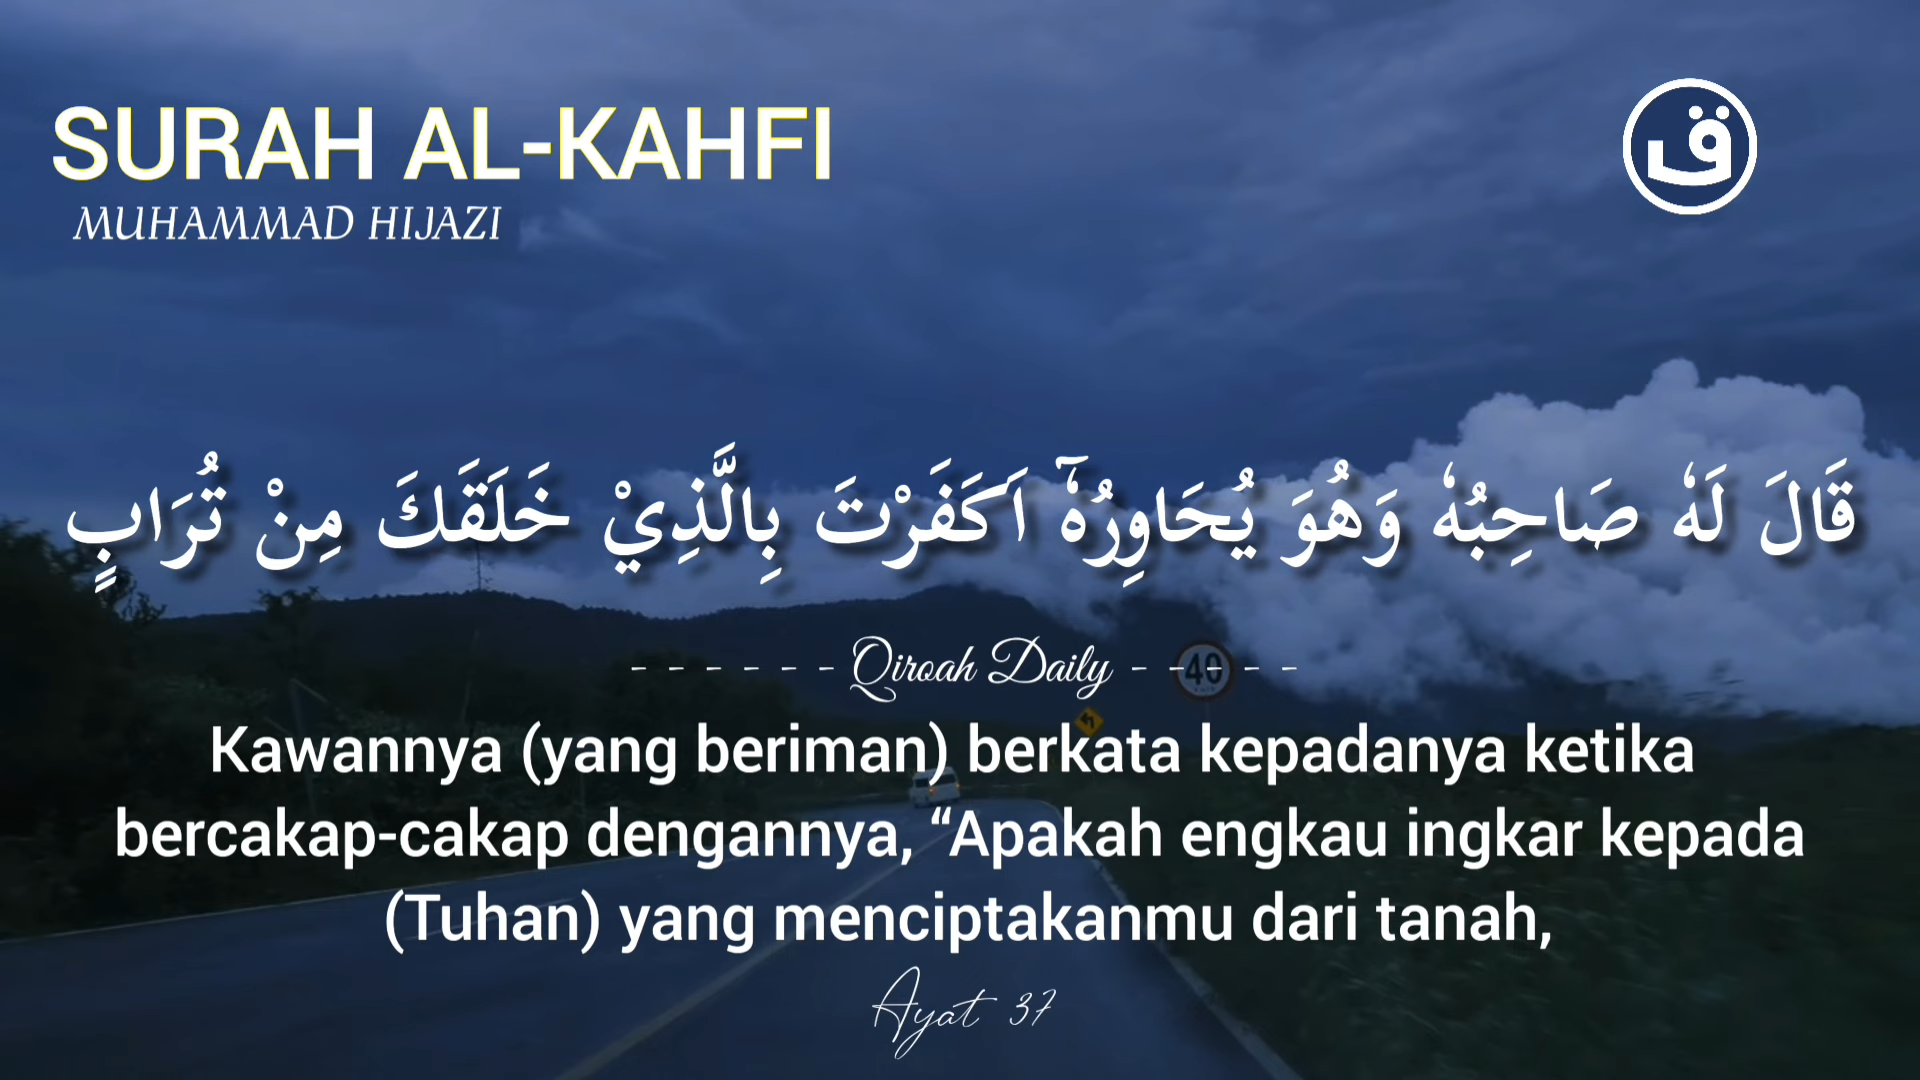 SURAH AL-KAHFI
MUHAMMAD HIJAZI
ق
قَالَ لَهٗ صَاحِبُهٗ وَهُوَ يُحَاوِرُهٗٓ اَكَفَرْتَ بِالَّذِيْ خَلَقَكَ مِنْ تُرَابٍ
- - - - - - Qiroah Daily - - - - -
40
Kawannya (yang beriman) berkata kepadanya ketika
bercakap-cakap dengannya, “Apakah engkau ingkar kepada
(Tuhan) yang menciptakanmu dari tanah,
Ayat 37